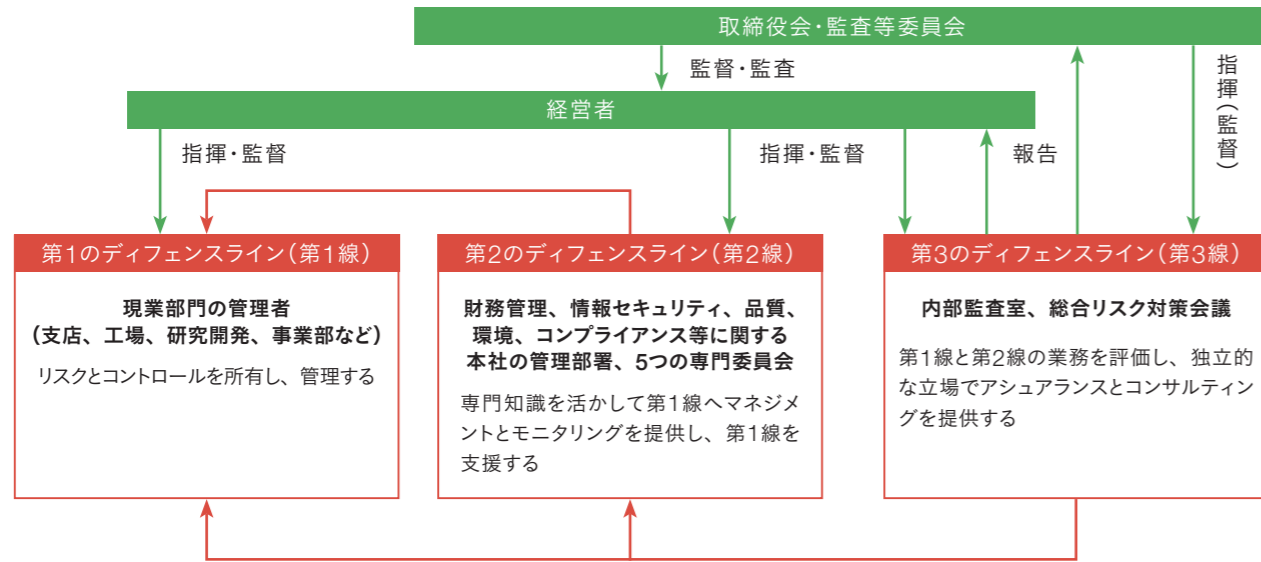 取締役会・監査等委員会
監督・監査
指揮(監督)
経営者
指揮・監督
指揮・監督
報告
第1のディフェンスライン(第1線)
現業部門の管理者
(支店、工場、研究開発、事業部など)
リスクとコントロールを所有し、管理する
第2のディフェンスライン(第2線)
財務管理、情報セキュリティ、品質、
環境、コンプライアンス等に関する
本社の管理部署、5つの専門委員会
専門知識を活かして第1線へマネジメ
ントとモニタリングを提供し、第1線を
支援する
第3のディフェンスライン(第3線)
内部監査室、総合リスク対策会議
第1線と第2線の業務を評価し、独立的
な立場でアシュアランスとコンサルティン
グを提供する